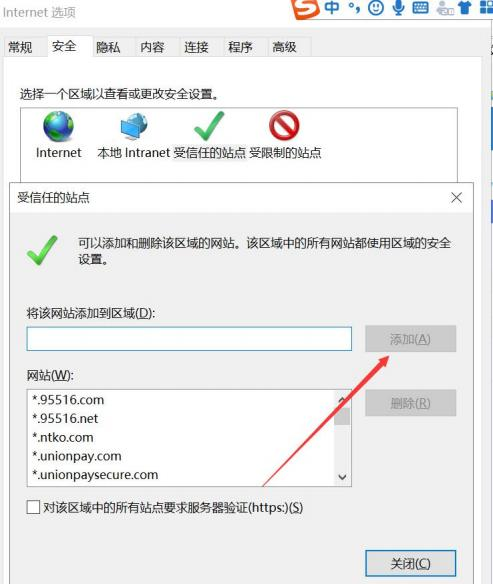 Internet 选项
S中
常规 安全 隐私 内容 连接 程序 高级
选择一个区域以查看或更改安全设置。
Internet 本地 Intranet 受信任的站点 受限制的站点
受信任的站点
可以添加和删除该区域的网站。该区域中的所有网站都使用区域的安全
设置。
将该网站添加到区域(D):
添加(A)
网站(W):
*.95516.com
*.95516.net
删除(R)
*.ntko.com
*.unionpay.com
*.unionpaysecure.com
对该区域中的所有站点要求服务器验证(https:)(S)
关闭(C)